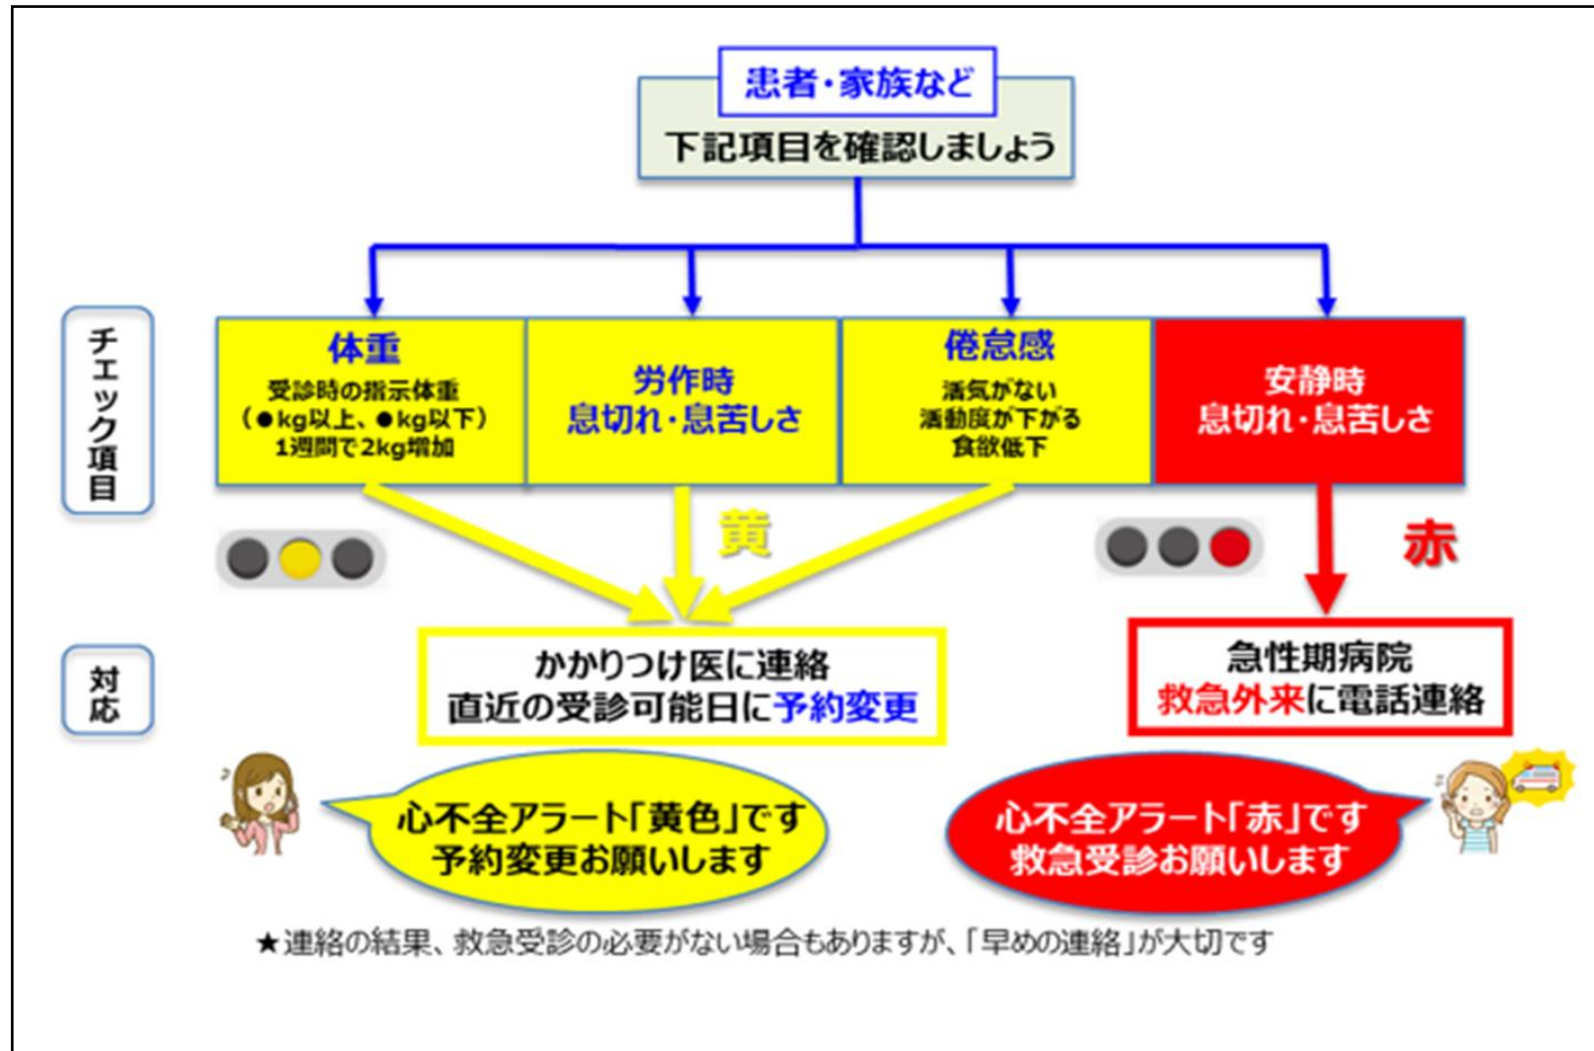 患者・家族など
下記項目を確認しましょう
チェック項目
体重
受診時の指示体重
(●kg以上、●kg以下)
1週間で2kg増加
労作時
息切れ・息苦しさ
倦怠感
活気がない
活動度が下がる
食欲低下
安静時
息切れ・息苦しさ
黄
赤
対応
かかりつけ医に連絡
直近の受診可能日に予約変更
急性期病院
救急外来に電話連絡
心不全アラート「黄色」です
予約変更お願いします
心不全アラート「赤」です
救急受診お願いします
★連絡の結果、救急受診の必要がない場合もありますが、「早めの連絡」が大切です